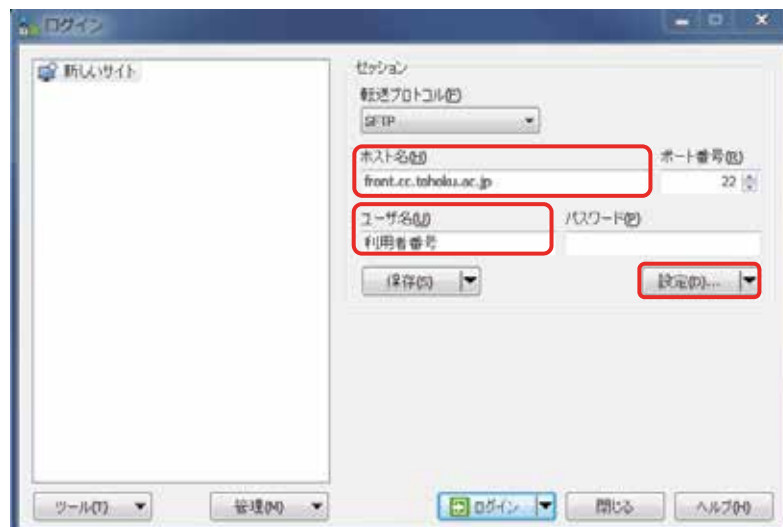 ログイン
新しいサイト
セッション
転送プロトコル(F)
SFTP
ホスト名(H)
ポート番号(R)
front.cc.tohoku.ac.jp
22
ユーザ名(U)
パスワード(P)
利用者番号
保存(S)
設定(D)...
ツール(T)
管理(M)
ログイン
閉じる
ヘルプ(H)